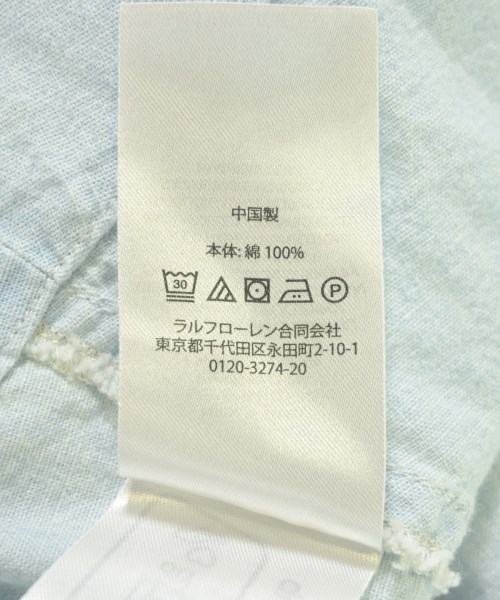 中国製
本体: 綿 100%
30 P
ラルフローレン合同会社
東京都千代田区永田町2-10-1
0120-3274-20